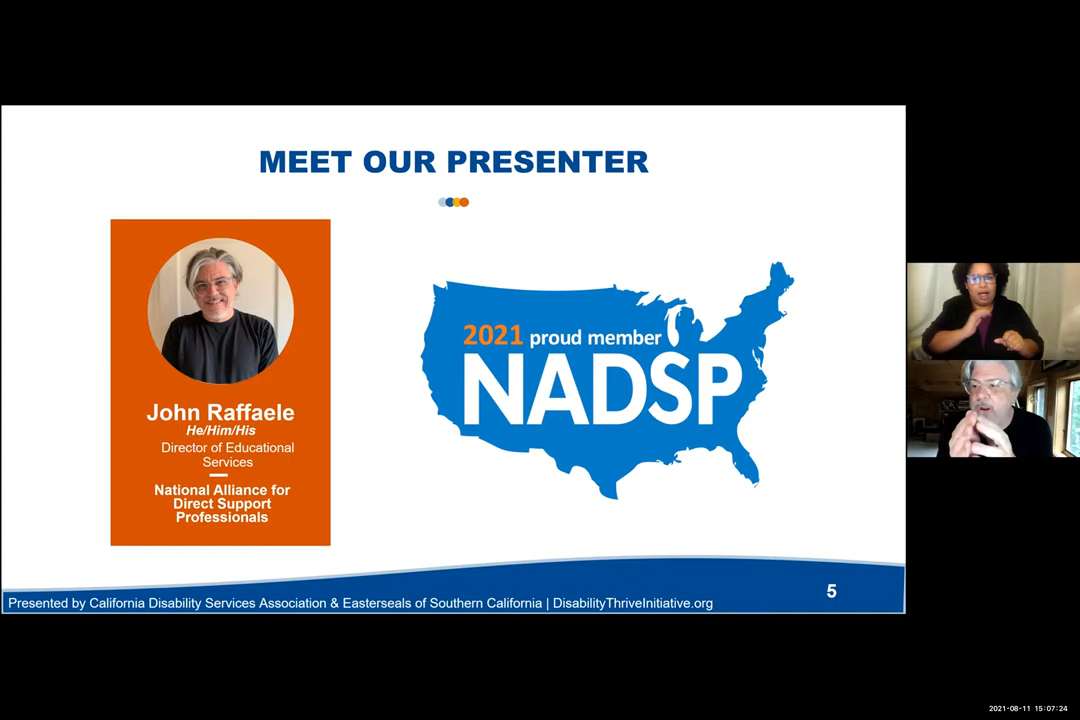 MEET OUR PRESENTER
John Raffaele
He/Him/His
Director of Educational
Services
National Alliance for
Direct Support
Professionals
2021 proud member
NADSP
Presented by California Disability Services Association & Easterseals of Southern California | DisabilityThriveInitiative.org
5
2021-08-11 15:07:24